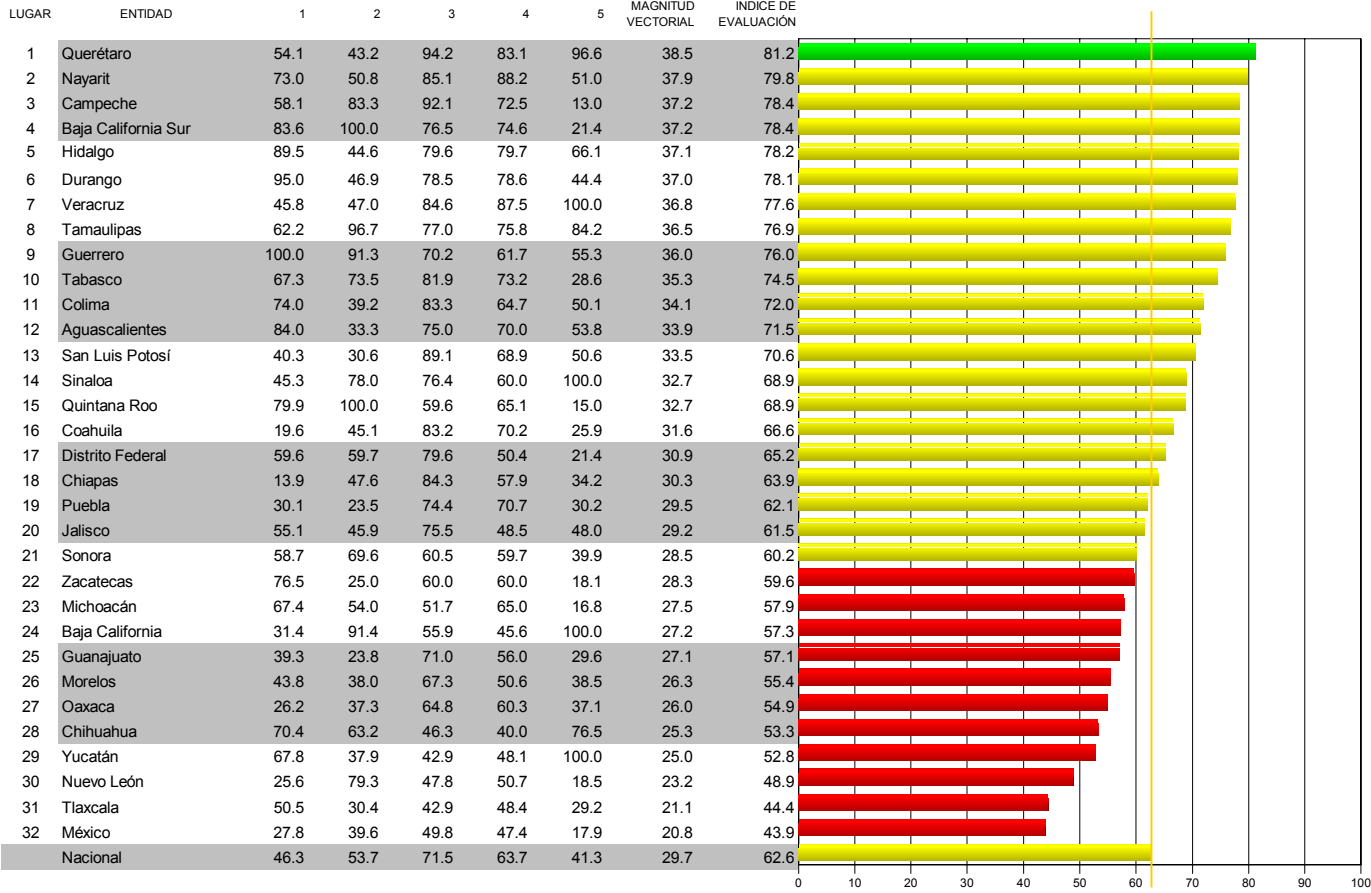 LUGAR ENTIDAD 1 2 3 4 5 MAGNITUD VECTORIAL INDICE DE EVALUACIÓN
1 Querétaro 54.1 43.2 94.2 83.1 96.6 38.5 81.2
2 Nayarit 73.0 50.8 85.1 88.2 51.0 37.9 79.8
3 Campeche 58.1 83.3 92.1 72.5 13.0 37.2 78.4
4 Baja California Sur 83.6 100.0 76.5 74.6 21.4 37.2 78.4
5 Hidalgo 89.5 44.6 79.6 79.7 66.1 37.1 78.2
6 Durango 95.0 46.9 78.5 78.6 44.4 37.0 78.1
7 Veracruz 45.8 47.0 84.6 87.5 100.0 36.8 77.6
8 Tamaulipas 62.2 96.7 77.0 75.8 84.2 36.5 76.9
9 Guerrero 100.0 91.3 70.2 61.7 55.3 36.0 76.0
10 Tabasco 67.3 73.5 81.9 73.2 28.6 35.3 74.5
11 Colima 74.0 39.2 83.3 64.7 50.1 34.1 72.0
12 Aguascalientes 84.0 33.3 75.0 70.0 53.8 33.9 71.5
13 San Luis Potosí 40.3 30.6 89.1 68.9 50.6 33.5 70.6
14 Sinaloa 45.3 78.0 76.4 60.0 100.0 32.7 68.9
15 Quintana Roo 79.9 100.0 59.6 65.1 15.0 32.7 68.9
16 Coahuila 19.6 45.1 83.2 70.2 25.9 31.6 66.6
17 Distrito Federal 59.6 59.7 79.6 50.4 21.4 30.9 65.2
18 Chiapas 13.9 47.6 84.3 57.9 34.2 30.3 63.9
19 Puebla 30.1 23.5 74.4 70.7 30.2 29.5 62.1
20 Jalisco 55.1 45.9 75.5 48.5 48.0 29.2 61.5
21 Sonora 58.7 69.6 60.5 59.7 39.9 28.5 60.2
22 Zacatecas 76.5 25.0 60.0 60.0 18.1 28.3 59.6
23 Michoacán 67.4 54.0 51.7 65.0 16.8 27.5 57.9
24 Baja California 31.4 91.4 55.9 45.6 100.0 27.2 57.3
25 Guanajuato 39.3 23.8 71.0 56.0 29.6 27.1 57.1
26 Morelos 43.8 38.0 67.3 50.6 38.5 26.3 55.4
27 Oaxaca 26.2 37.3 64.8 60.3 37.1 26.0 54.9
28 Chihuahua 70.4 63.2 46.3 40.0 76.5 25.3 53.3
29 Yucatán 67.8 37.9 42.9 48.1 100.0 25.0 52.8
30 Nuevo León 25.6 79.3 47.8 50.7 18.5 23.2 48.9
31 Tlaxcala 50.5 30.4 42.9 48.4 29.2 21.1 44.4
32 México 27.8 39.6 49.8 47.4 17.9 20.8 43.9
Nacional 46.3 53.7 71.5 63.7 41.3 29.7 62.6
0 10 20 30 40 50 60 70 80 90 100